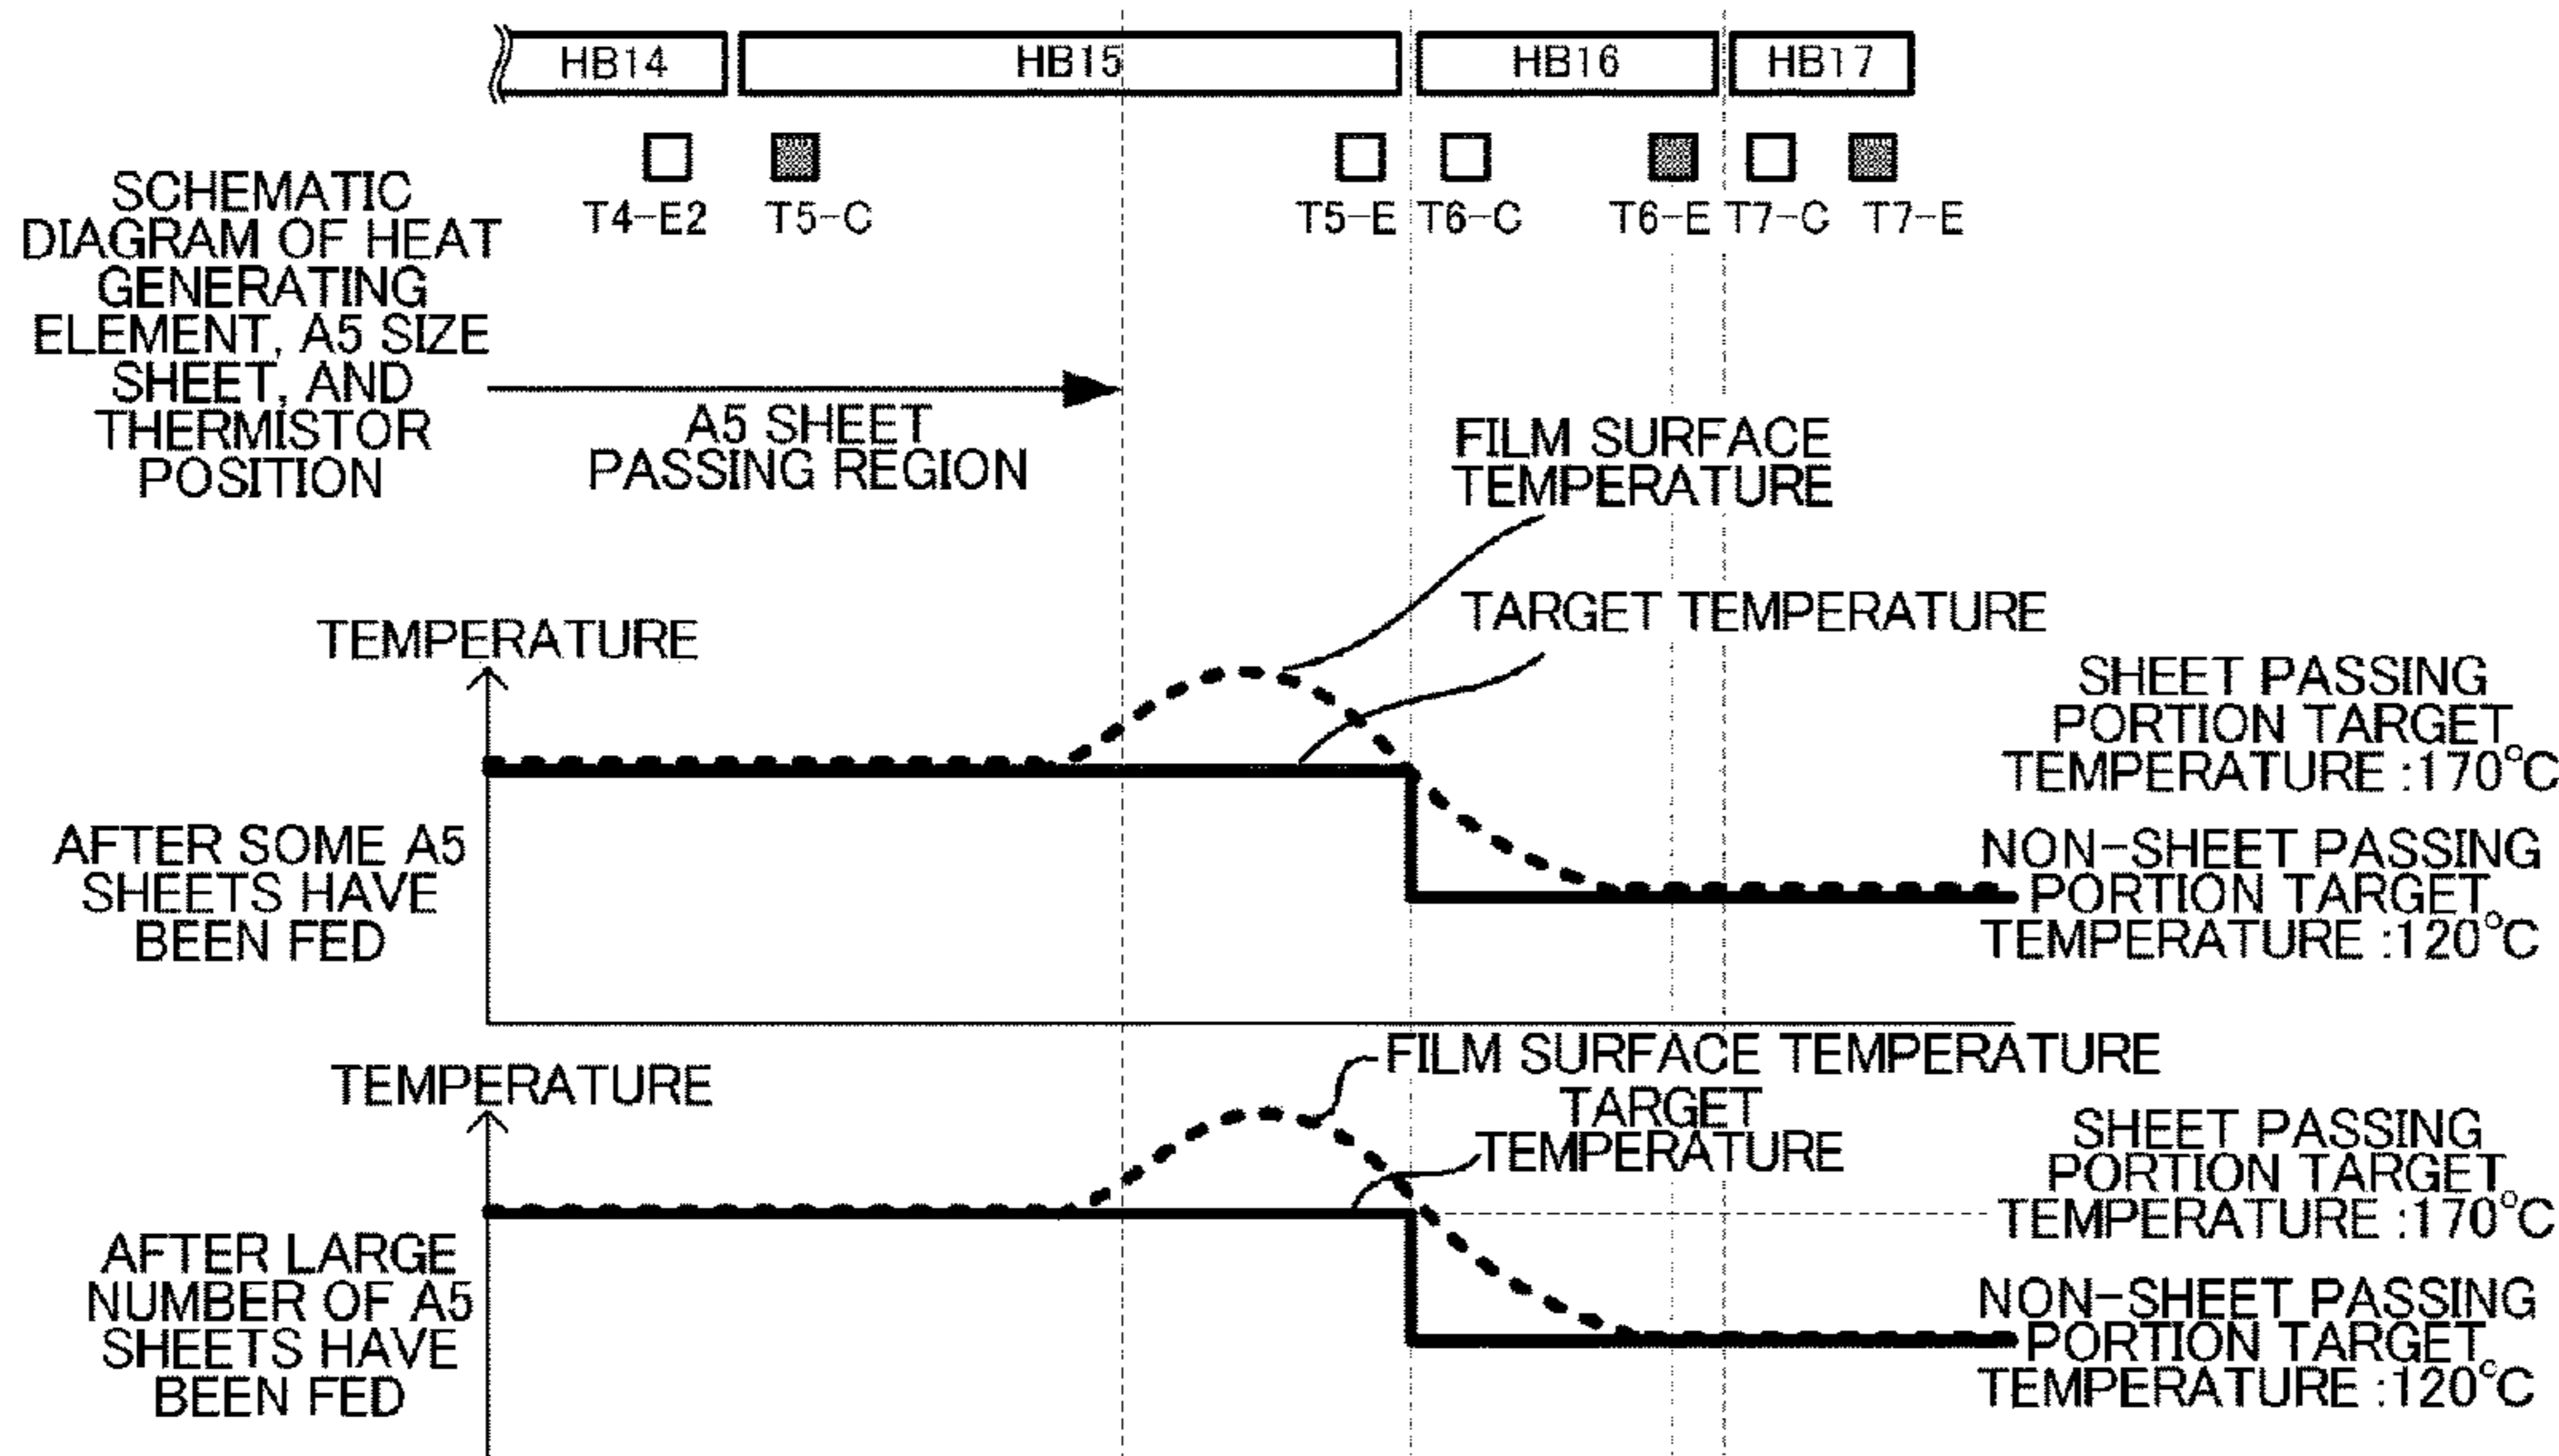 HB14
HB15
HB16
HB17
T4-E2
T5-C
T5-E
T6-C
T6-E
T7-C
T7-E
SCHEMATIC
DIAGRAM OF HEAT
GENERATING
ELEMENT, A5 SIZE
SHEET, AND
THERMISTOR
POSITION
A5 SHEET
PASSING REGION
FILM SURFACE
TEMPERATURE
TARGET TEMPERATURE
TEMPERATURE
SHEET PASSING
PORTION TARGET
TEMPERATURE :170°C
AFTER SOME A5
SHEETS HAVE
BEEN FED
NON-SHEET PASSING
PORTION TARGET
TEMPERATURE :120°C
FILM SURFACE TEMPERATURE
TEMPERATURE
TARGET
TEMPERATURE
SHEET PASSING
PORTION TARGET
TEMPERATURE :170°C
AFTER LARGE
NUMBER OF A5
SHEETS HAVE
BEEN FED
NON-SHEET PASSING
PORTION TARGET
TEMPERATURE :120°C